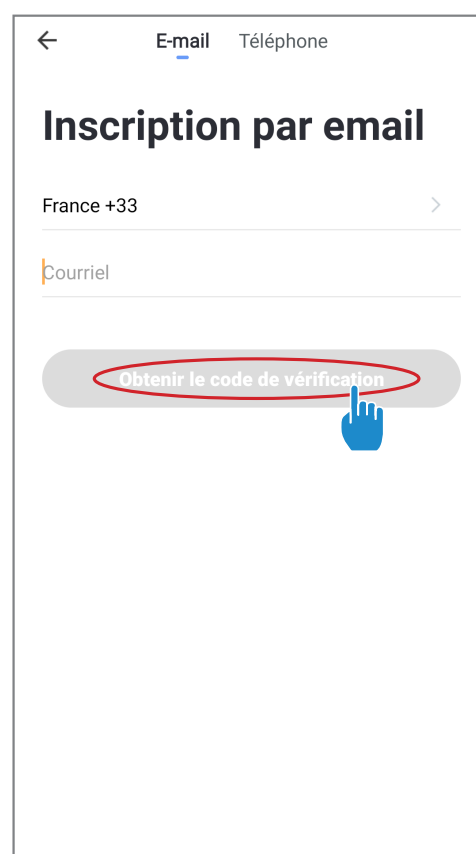 E-mail Téléphone
Inscription par email
France +33
Courriel
Obtenir le code de vérification